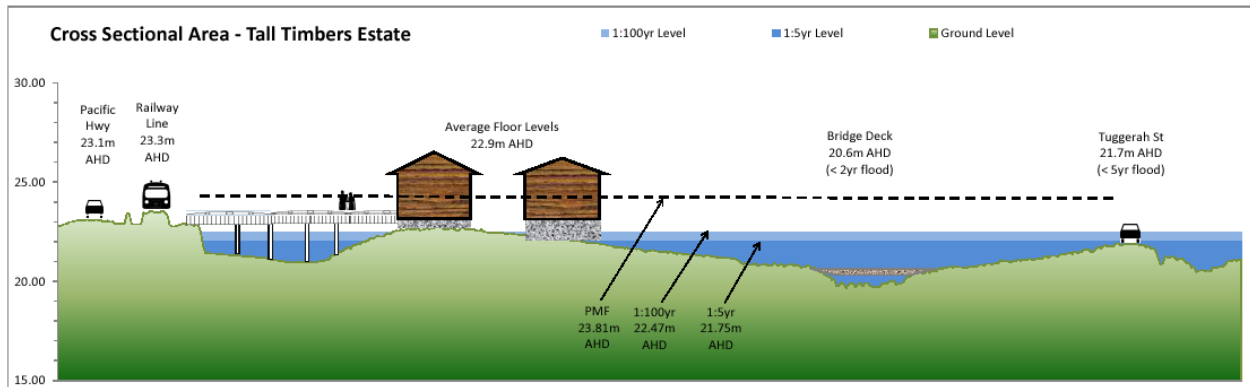 Cross Sectional Area - Tall Timbers Estate
1:100yr Level
1:5yr Level
Ground Level
30.00
25.00
20.00
15.00
Pacific
Hwy
23.1m
AHD
Railway
Line
23.3m
AHD
Average Floor Levels
22.9m AHD
Bridge Deck
20.6m AHD
(< 2yr flood)
Tuggerah St
21.7m AHD
(< 5yr flood)
PMF
23.81m
AHD
1:100yr
22.47m
AHD
1:5yr
21.75m
AHD